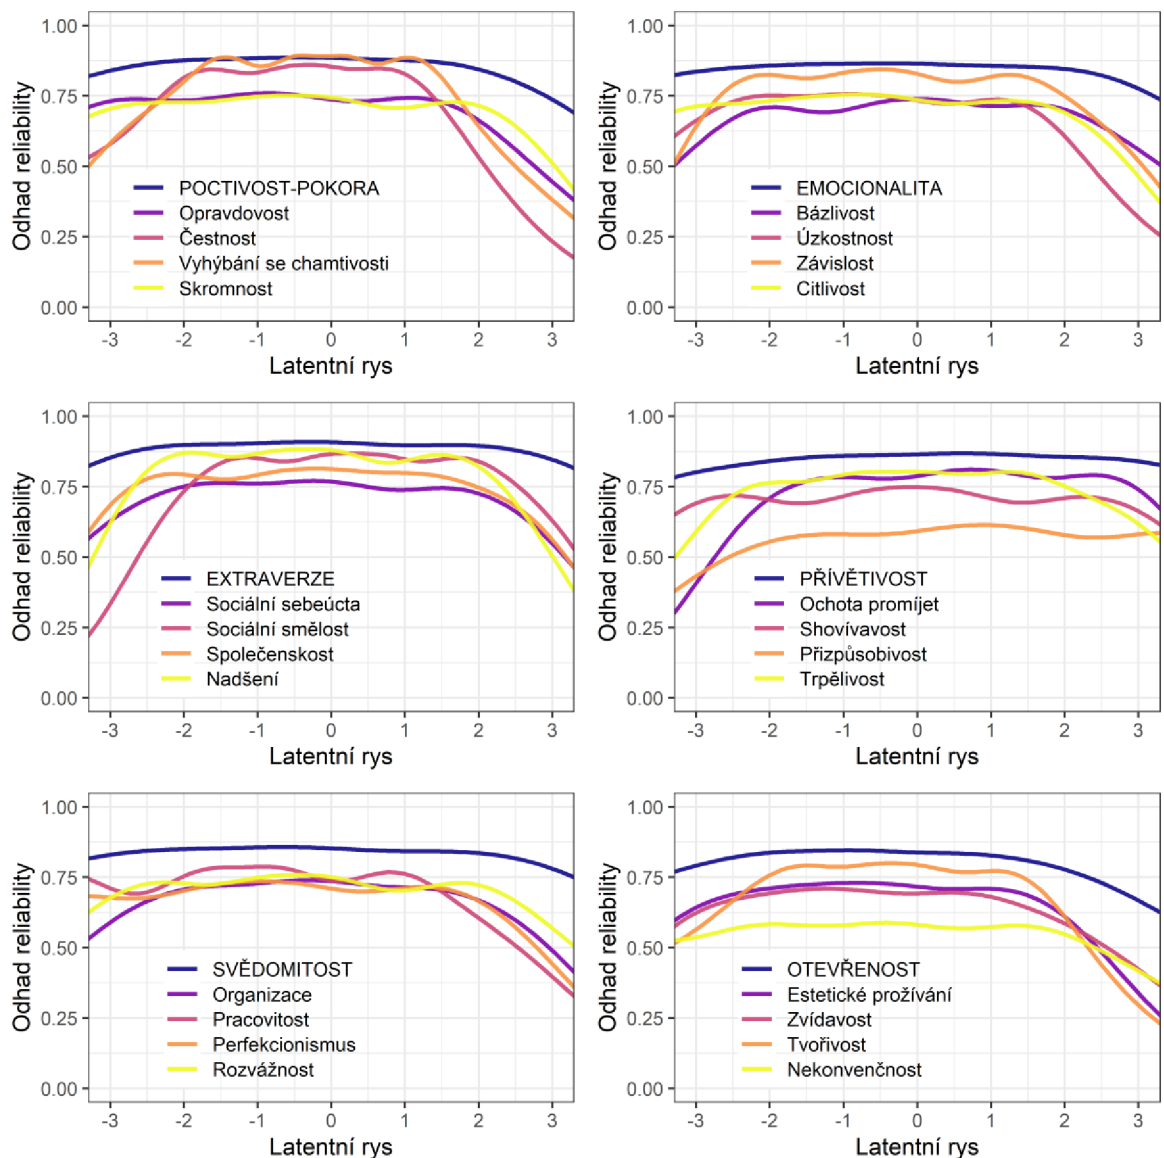 1.00
0.75
0.50
0.25
0.00
Odhad reliability
POCTIVOST-POKORA
Opravdovost
Čestnost
Vyhýbání se chamtivosti
Skromnost
-3 -2 -1 0 1 2 3
Latentní rys
1.00
0.75
0.50
0.25
0.00
Odhad reliability
EMOCIONALITA
Bázlivost
Úzkostnost
Závislost
Citlivost
-3 -2 -1 0 1 2 3
Latentní rys
1.00
0.75
0.50
0.25
0.00
Odhad reliability
EXTRAVERZE
Sociální sebeúcta
Sociální smělost
Společenskost
Nadšení
-3 -2 -1 0 1 2 3
Latentní rys
1.00
0.75
0.50
0.25
0.00
Odhad reliability
PŘÍVĚTIVOST
Ochota promíjet
Shovívavost
Přizpůsobivost
Trpělivost
-3 -2 -1 0 1 2 3
Latentní rys
1.00
0.75
0.50
0.25
0.00
Odhad reliability
SVĚDOMITOST
Organizace
Pracovitost
Perfekcionismus
Rozvážnost
-3 -2 -1 0 1 2 3
Latentní rys
1.00
0.75
0.50
0.25
0.00
Odhad reliability
OTEVŘENOST
Estetické prožívání
Zvídavost
Tvořivost
Nekonvenčnost
-3 -2 -1 0 1 2 3
Latentní rys